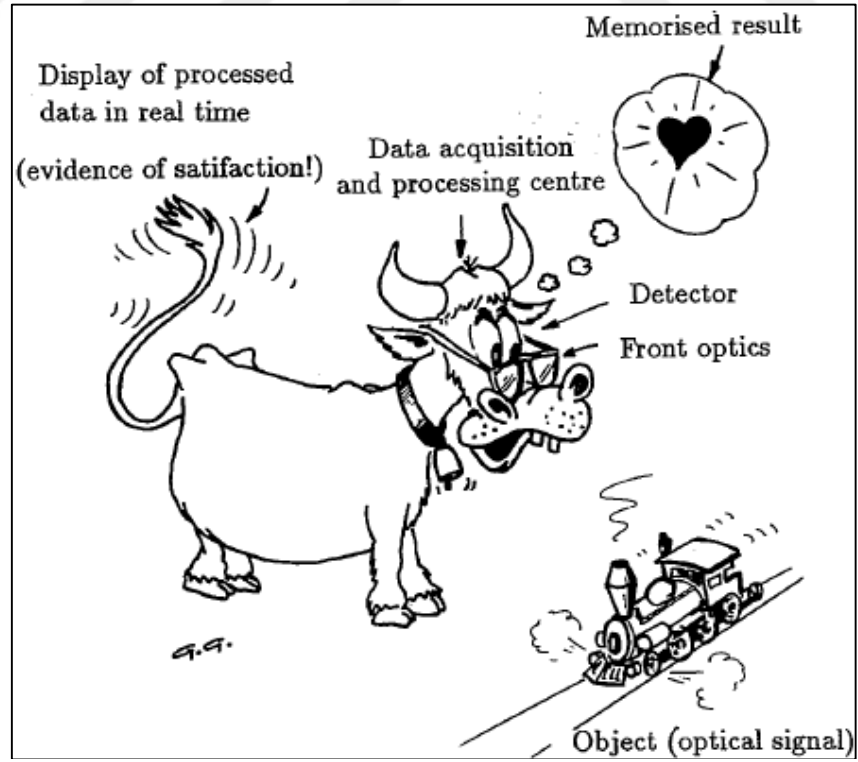 Memorised result
Display of processed
data in real time
(evidence of satifaction!)
Data acquisition
and processing centre
Detector
Front optics
G.G.
Object (optical signal)